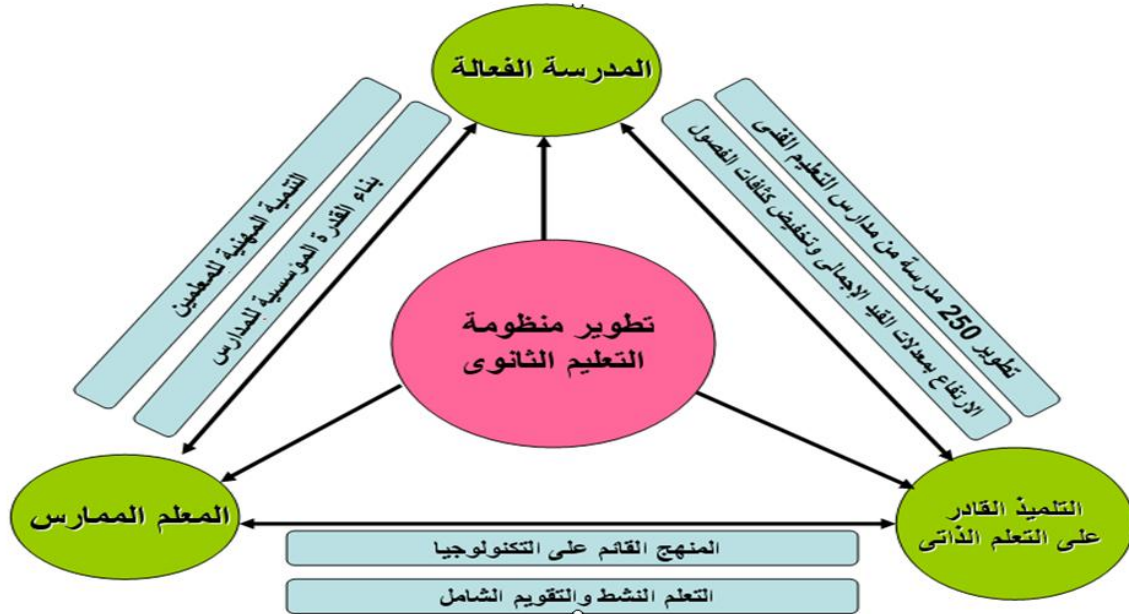 المدرسة الفعالة
التنمية المهنية للمعلمين
بناء القدرة المؤسسية للمدارس
تطوير 250 مدرسة من مدارس التعليم الفنى
الارتفاع بمعدلات القيد الإجمالى وتخفيض كثافات الفصول
تطوير منظومة
التعليم الثانوى
المعلم الممارس
التلميذ القادر
على التعلم الذاتى
المنهج القائم على التكنولوجيا
التعلم النشط والتقويم الشامل